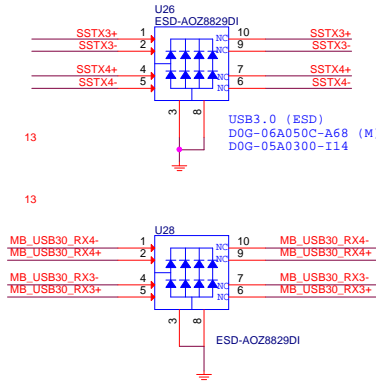 U26
ESD-AOZ8829DI
SSTX3+ 1 NC 10 SSTX3+
SSTX3- 2 NC 9 SSTX3-
SSTX4+ 4 NC 7 SSTX4+
SSTX4- 5 NC 6 SSTX4-
3 8
USB3.0 (ESD)
D0G-06A050C-A68 (M
D0G-05A0300-I14
13
13
U28
MB_USB30_RX4- 1 NC 10 MB_USB30_RX4-
MB_USB30_RX4+ 2 NC 9 MB_USB30_RX4+
MB_USB30_RX3- 4 NC 7 MB_USB30_RX3-
MB_USB30_RX3+ 5 NC 6 MB_USB30_RX3+
3 8
ESD-AOZ8829DI